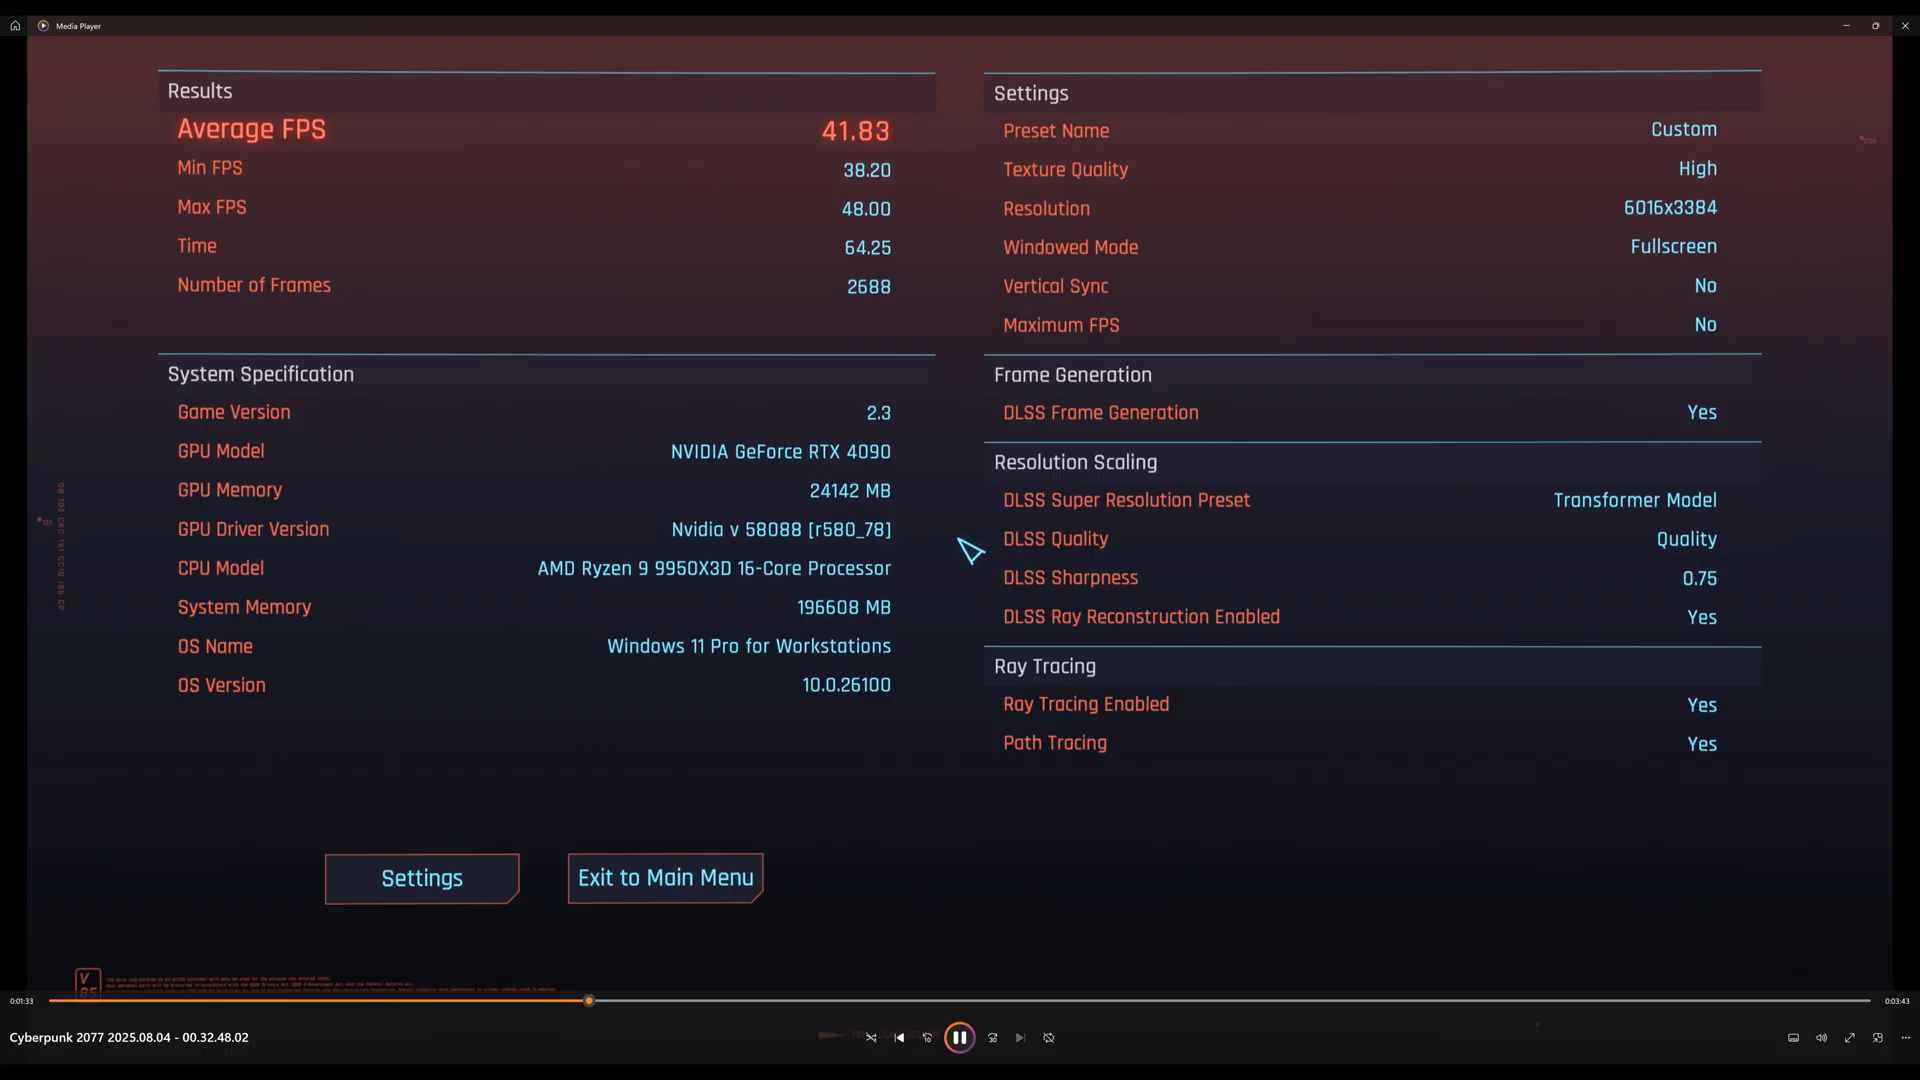 Media Player
Results
Average FPS 41.83
Min FPS 38.20
Max FPS 48.00
Time 64.25
Number of Frames 2688
System Specification
Game Version 2.3
GPU Model NVIDIA GeForce RTX 4090
GPU Memory 24142 MB
GPU Driver Version Nvidia v 58088 [r580_78]
CPU Model AMD Ryzen 9 9950X3D 16-Core Processor
System Memory 196608 MB
OS Name Windows 11 Pro for Workstations
OS Version 10.0.26100
Settings
Preset Name Custom
Texture Quality High
Resolution 6016x3384
Windowed Mode Fullscreen
Vertical Sync No
Maximum FPS No
Frame Generation
DLSS Frame Generation Yes
Resolution Scaling
DLSS Super Resolution Preset Transformer Model
DLSS Quality Quality
DLSS Sharpness 0.75
DLSS Ray Reconstruction Enabled Yes
Ray Tracing
Ray Tracing Enabled Yes
Path Tracing Yes
Settings
Exit to Main Menu
V
85
0:01:33
0:03:43
Cyberpunk 2077 2025.08.04 - 00.32.48.02
10
30